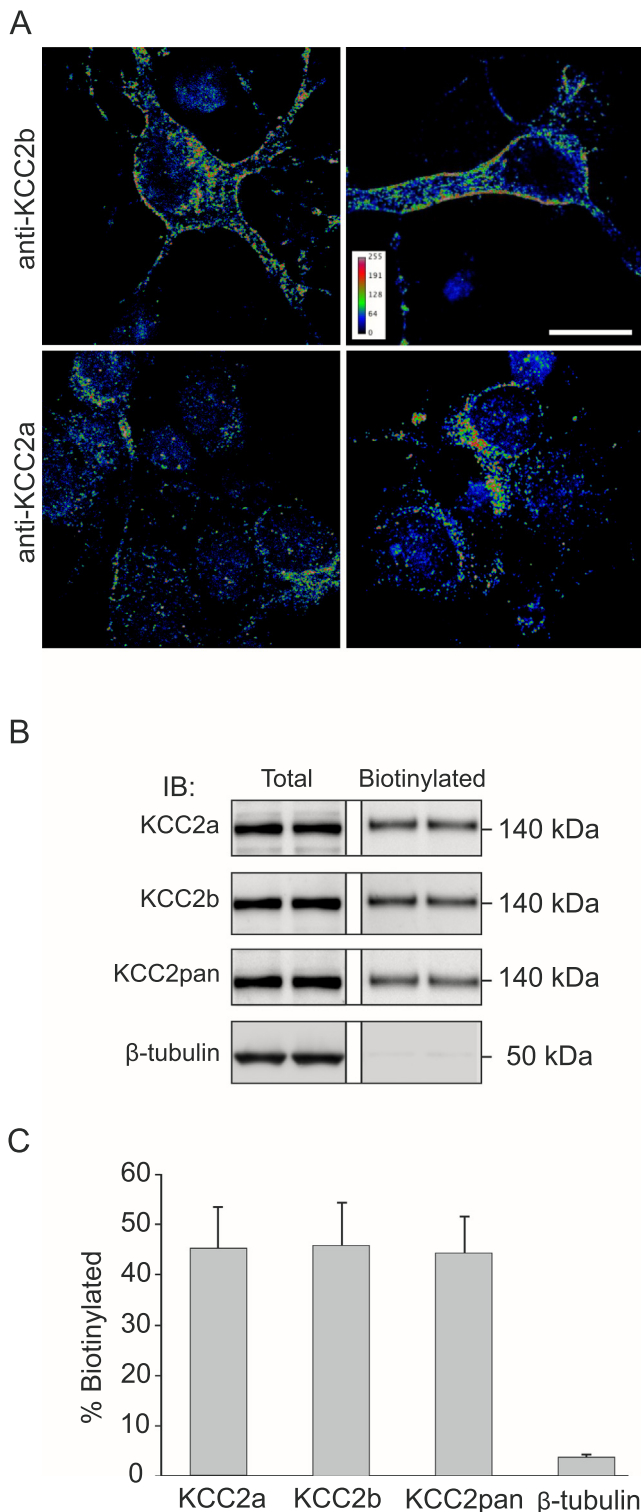 A
anti-KCC2b
255
191
128
64
0
anti-KCC2a
B
IB:
Total
Biotinylated
KCC2a
140 kDa
KCC2b
140 kDa
KCC2pan
140 kDa
β-tubulin
50 kDa
C
% Biotinylated
60
50
40
30
20
10
0
KCC2a
KCC2b
KCC2pan
β-tubulin